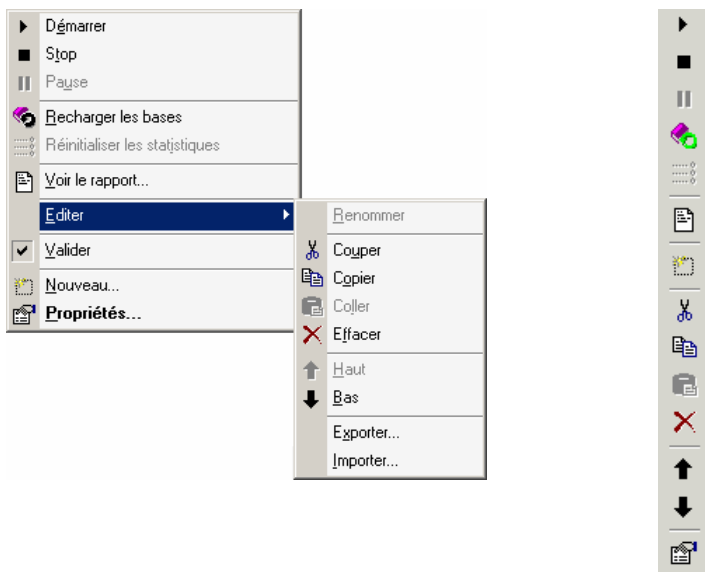 Démarrer
Stop
Pause
Recharger les bases
Réinitialiser les statistiques
Voir le rapport...
Editer
Valider
Nouveau...
Propriétés...
Renommer
Couper
Copier
Coller
Effacer
Haut
Bas
Exporter...
Importer...